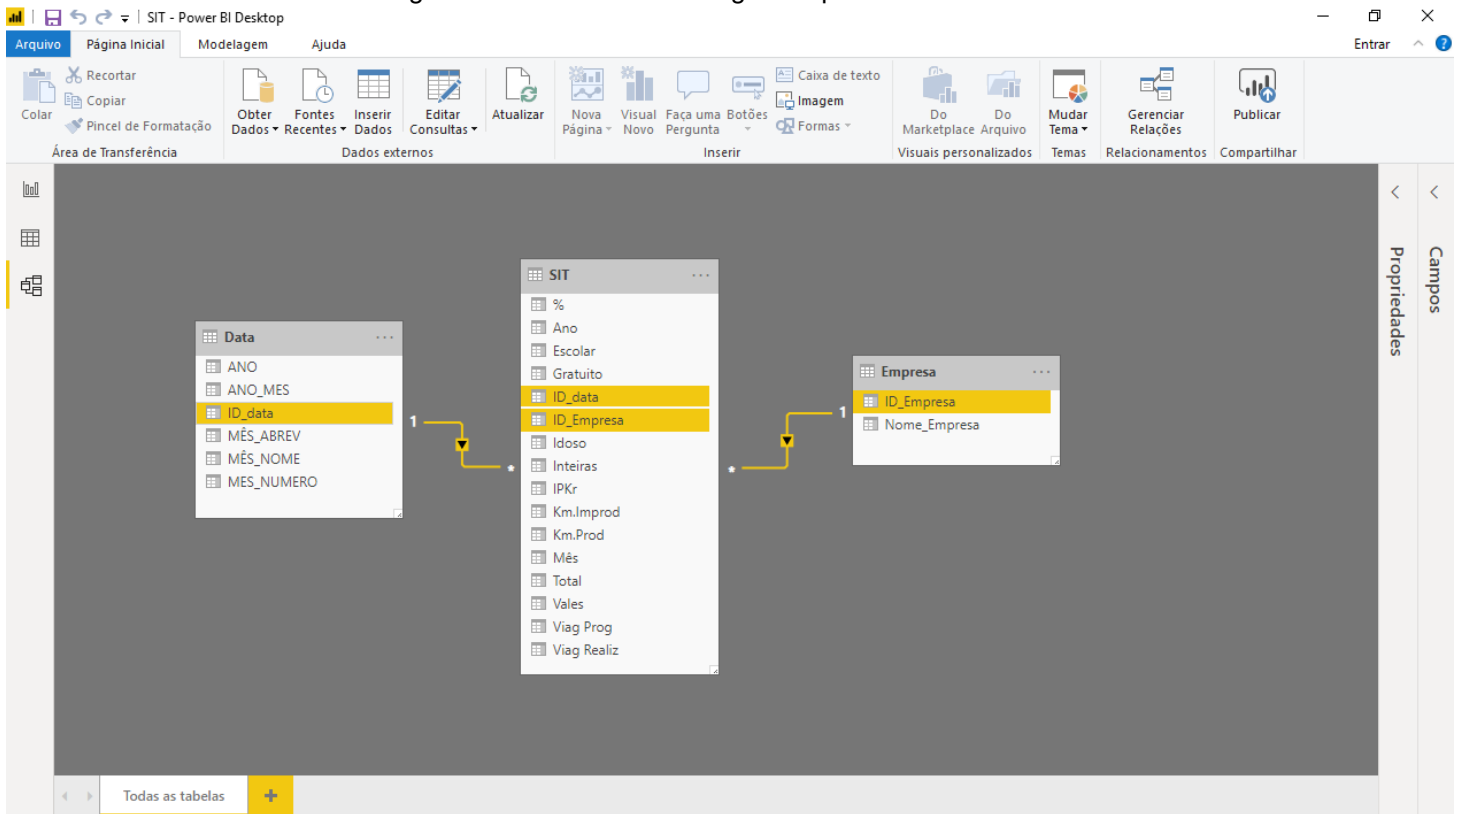 SIT - Power BI Desktop
Arquivo Página Inicial Modelagem Ajuda Entrar
Colar
Recortar
Copiar
Pincel de Formatação
Área de Transferência
Obter
Dados
Fontes
Recentes
Inserir
Dados
Editar
Consultas
Dados externos
Atualizar
Nova
Página
Visual
Novo
Faça uma
Pergunta
Botões
Caixa de texto
Imagem
Formas
Inserir
Do
Marketplace
Do
Arquivo
Visuais personalizados
Mudar
Tema
Temas
Gerenciar
Relações
Relacionamentos
Publicar
Compartilhar
Data
ANO
ANO_MES
ID_data
MÊS_ABREV
MÊS_NOME
MES_NUMERO
1
*
SIT
%
Ano
Escolar
Gratuito
ID_data
ID_Empresa
Idoso
Inteiras
IPKr
Km.Improd
Km.Prod
Mês
Total
Vales
Viag Prog
Viag Realiz
*
1
Empresa
ID_Empresa
Nome_Empresa
Propriedades
Campos
Todas as tabelas